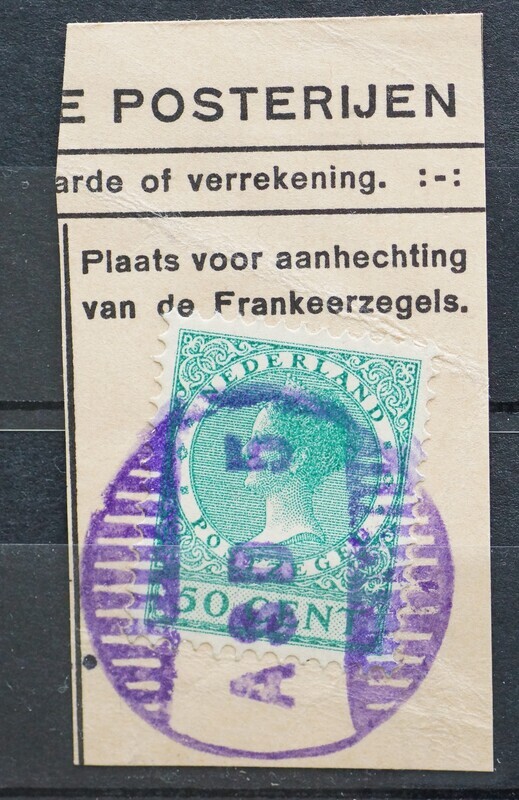 E POSTERIJEN
arde of verrekening. :-:
Plaats voor aanhechting
van de Frankeerzegels.
NEDERLAND
POSTZEGEL
50 CENT